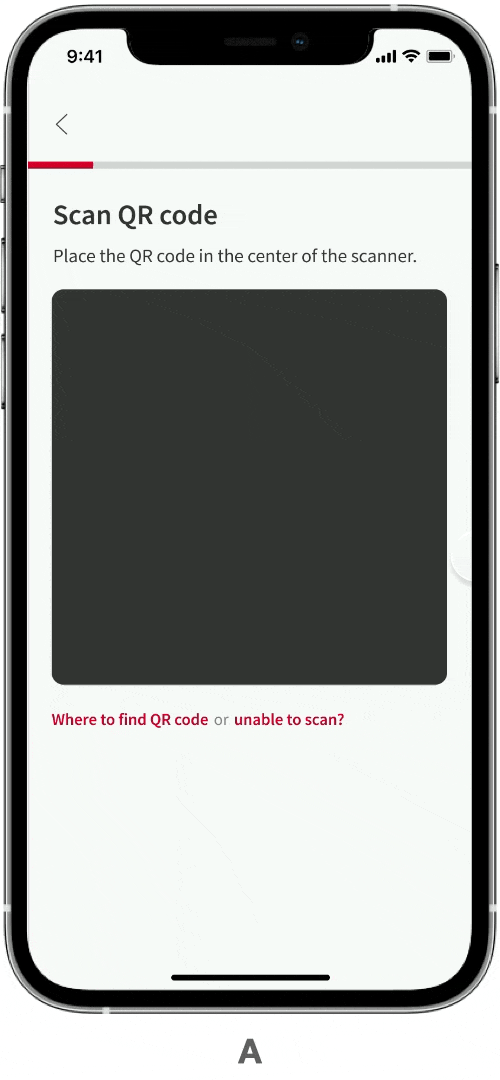 9:41
Scan QR code
Place the QR code in the center of the scanner.
Where to find QR code or unable to scan?
A